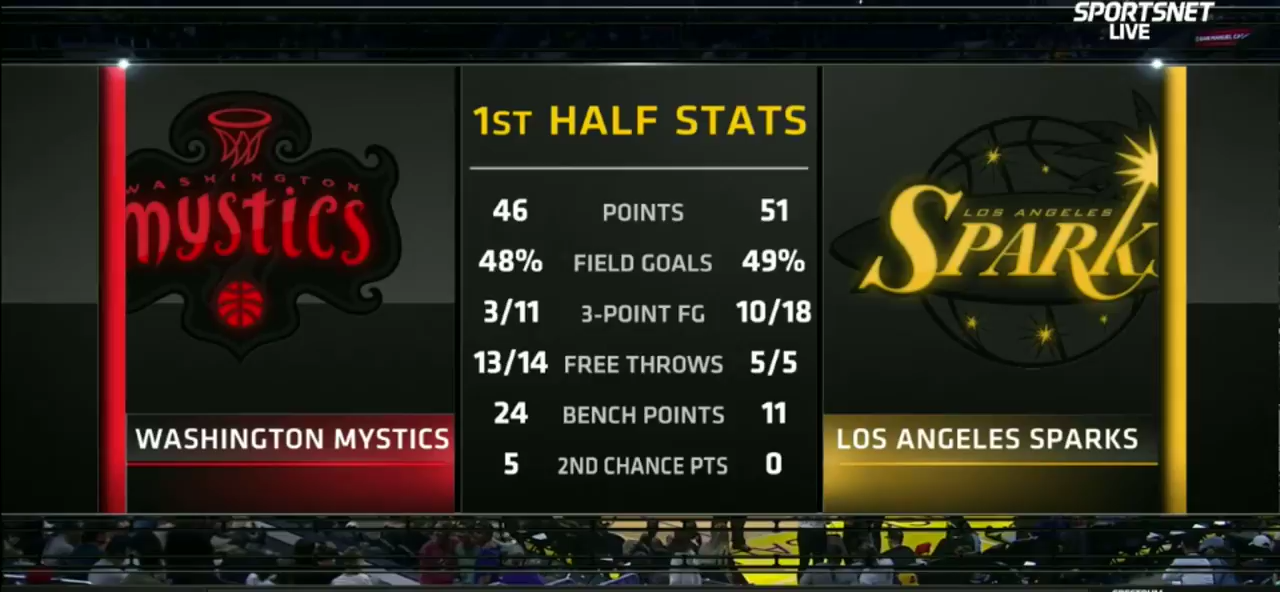 SPORTSNET
LIVE
WASHINGTON
mystics
1ST HALF STATS
46 POINTS 51
48% FIELD GOALS 49%
3/11 3-POINT FG 10/18
13/14 FREE THROWS 5/5
24 BENCH POINTS 11
5 2ND CHANCE PTS 0
LOS ANGELES
SPARK
WASHINGTON MYSTICS
LOS ANGELES SPARKS
SPECTRUM